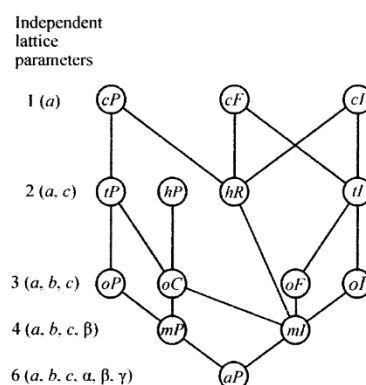 Independent
lattice
parameters
1 (a) cP cF cI
2 (a, c) tP hP hR tI
3 (a, b, c) oP oC oF oI
4 (a, b, c, β) mP mI
6 (a, b, c, α, β, γ) aP